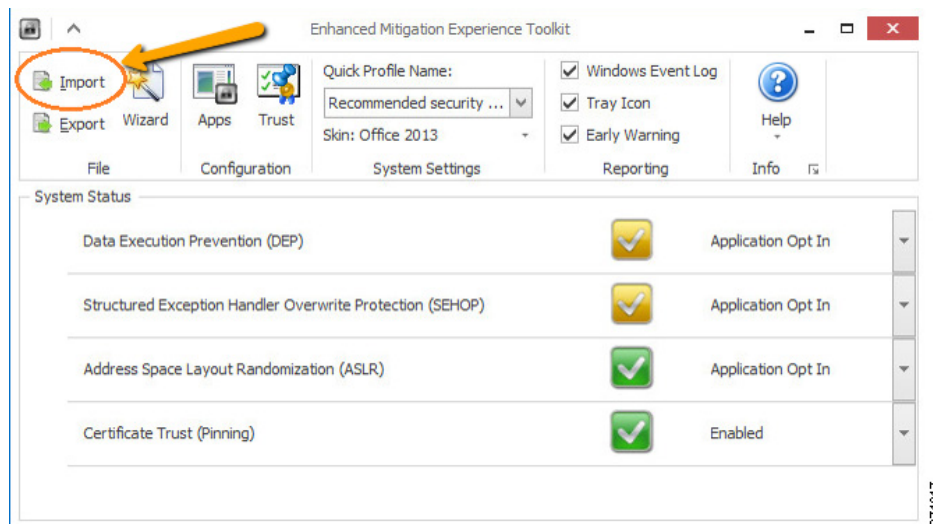 Enhanced Mitigation Experience Toolkit
Import
Export
Wizard
File
Apps
Trust
Configuration
Quick Profile Name:
Recommended security ...
Skin: Office 2013
System Settings
Windows Event Log
Tray Icon
Early Warning
Reporting
Help
Info
System Status
Data Execution Prevention (DEP) Application Opt In
Structured Exception Handler Overwrite Protection (SEHOP) Application Opt In
Address Space Layout Randomization (ASLR) Application Opt In
Certificate Trust (Pinning) Enabled